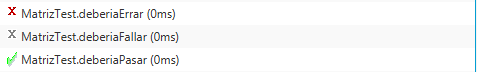 MatrizTest.deberiaErrar (0ms)
MatrizTest.deberiaFallar (0ms)
MatrizTest.deberiaPasar (0ms)